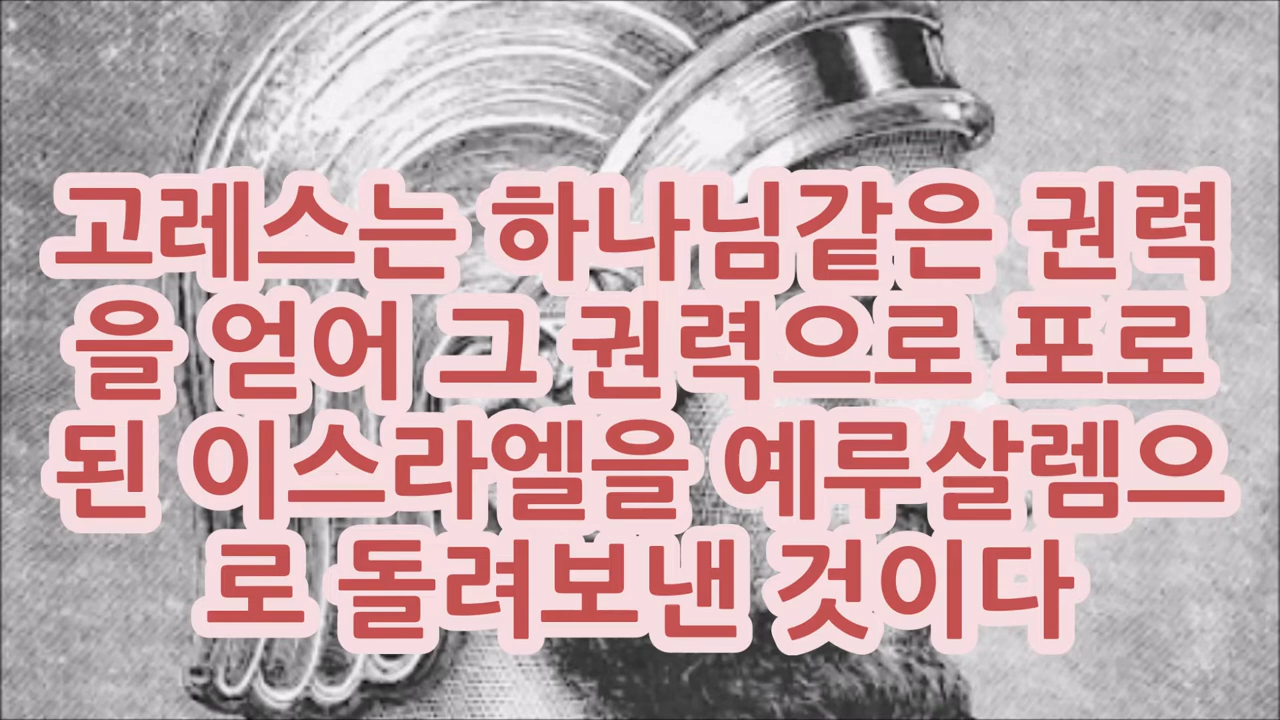 고레스는 하나님같은 권력
을 얻어 그 권력으로 포로
된 이스라엘을 예루살렘으
로 돌려보낸 것이다